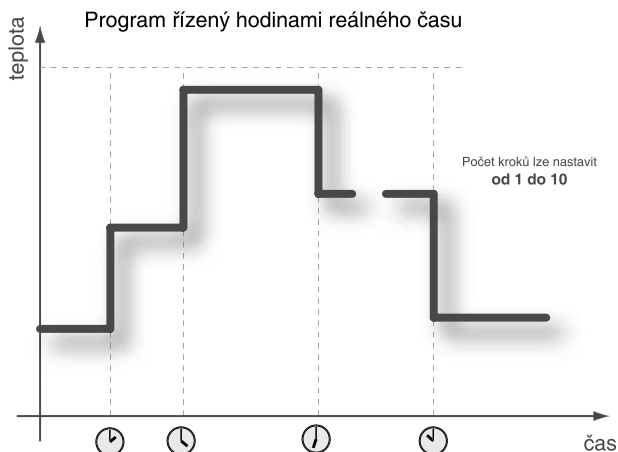 Program řízený hodinami reálného času
teplota
Počet kroků lze nastavit
od 1 do 10
čas